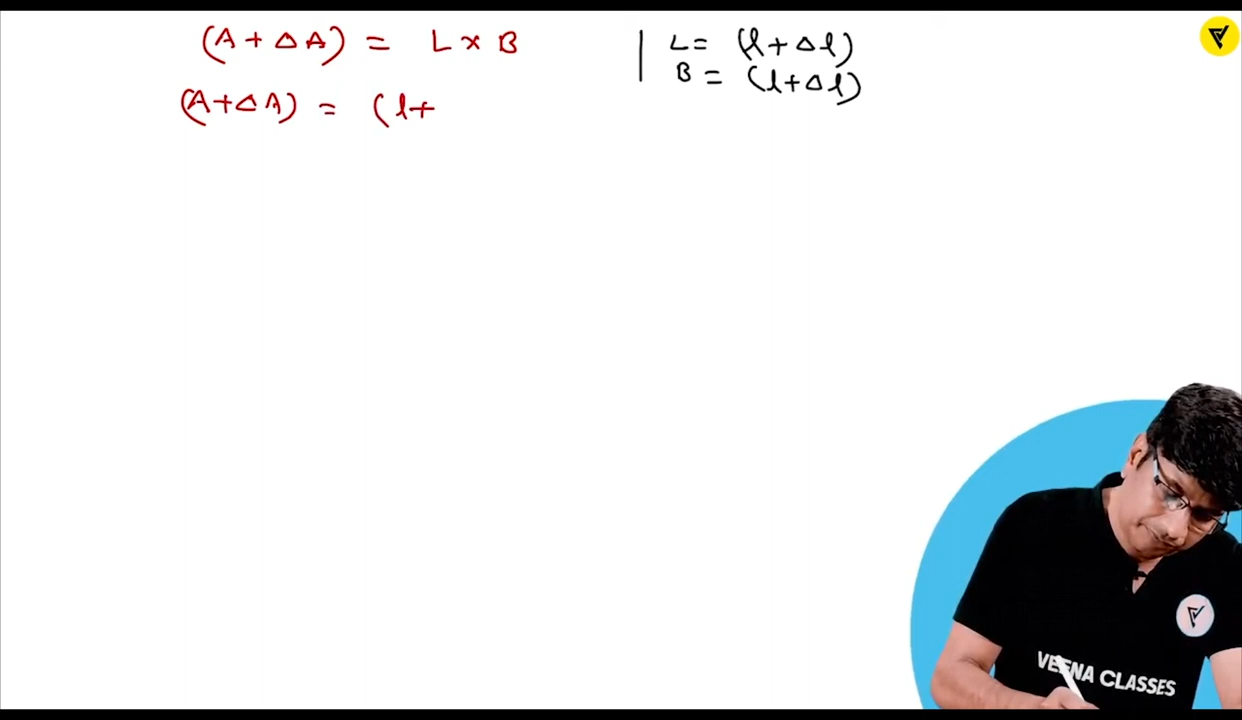 (A + ΔA) = L × B
| L = (l + Δl)
B = (l + Δl)
(A + ΔA) = (l +
VEENA CLASSES